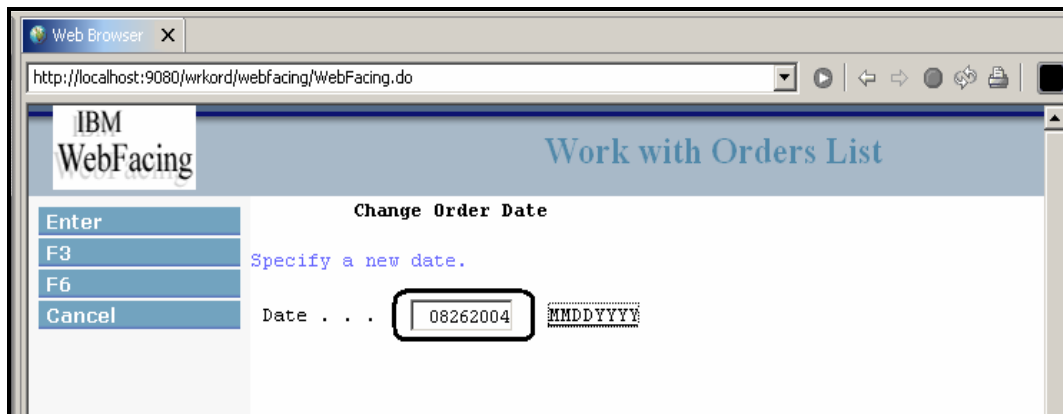 Web Browser X
http://localhost:9080/wrkord/webfacing/WebFacing.do
IBM
WebFacing
Work with Orders List
Enter
F3
F6
Cancel
Change Order Date
Specify a new date.
Date . . . 08262004 MMDDYYYY